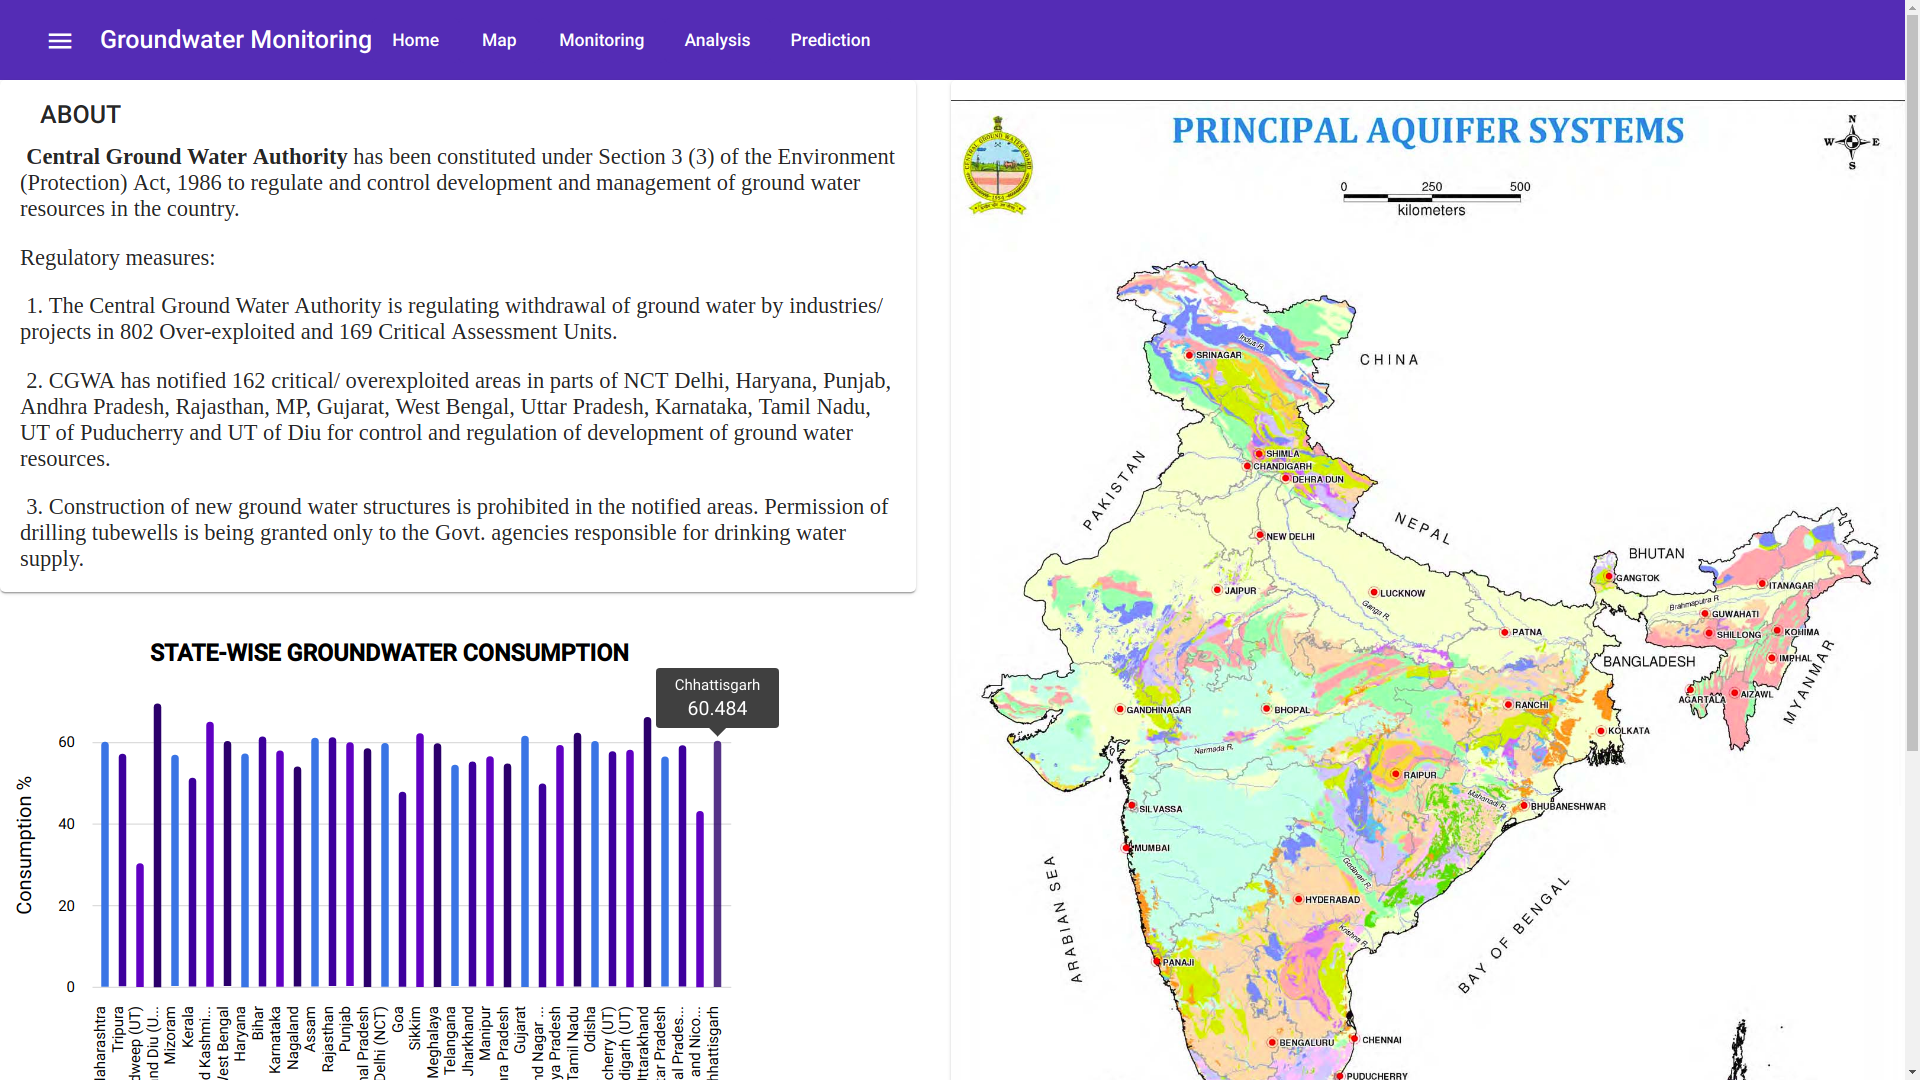 Groundwater Monitoring Home Map Monitoring Analysis Prediction
ABOUT
Central Ground Water Authority has been constituted under Section 3 (3) of the Environment
(Protection) Act, 1986 to regulate and control development and management of ground water
resources in the country.
Regulatory measures:
1. The Central Ground Water Authority is regulating withdrawal of ground water by industries/
projects in 802 Over-exploited and 169 Critical Assessment Units.
2. CGWA has notified 162 critical/ overexploited areas in parts of NCT Delhi, Haryana, Punjab,
Andhra Pradesh, Rajasthan, MP, Gujarat, West Bengal, Uttar Pradesh, Karnataka, Tamil Nadu,
UT of Puducherry and UT of Diu for control and regulation of development of ground water
resources.
3. Construction of new ground water structures is prohibited in the notified areas. Permission of
drilling tubewells is being granted only to the Govt. agencies responsible for drinking water
supply.
STATE-WISE GROUNDWATER CONSUMPTION
Chhattisgarh
60.484
Consumption %
60
40
20
0
laharashtra
Tripura
dweep (UT)
nd Diu (U...
Mizoram
Kerala
d Kashmi...
Vest Bengal
Haryana
Bihar
Karnataka
Nagaland
Assam
Rajasthan
Punjab
hal Pradesh
Delhi (NCT)
Goa
Sikkim
Meghalaya
Telangana
Jharkhand
Manipur
ra Pradesh
Gujarat
nd Nagar ...
ya Pradesh
Tamil Nadu
Odisha
cherry (UT)
digarh (UT)
Ittarakhand
tar Pradesh
al Prades...
and Nico...
hhattisgarh
PRINCIPAL AQUIFER SYSTEMS
N
W E
S
0 250 500
kilometers
CHINA
Indus R.
SRINAGAR
SHIMLA
CHANDIGARH
DEHRA DUN
PAKISTAN
NEPAL
NEW DELHI
BHUTAN
GANGTOK
ITANAGAR
JAIPUR
LUCKNOW
Ganga R.
Brahmaputra R
GUWAHATI
PATNA
SHILLONG
KOHIMA
BANGLADESH
IMPHAL
MYANMAR
AIZAWL
AGARTALA
GANDHINAGAR
BHOPAL
RANCHI
KOLKATA
Narmada R.
RAIPUR
Mahanadi R.
SILVASSA
BHUBANESHWAR
MUMBAI
Godavari R.
ARABIAN SEA
HYDERABAD
BAY OF BENGAL
Krishna R.
PANAJI
BENGALURU
CHENNAI
PUDUCHERRY